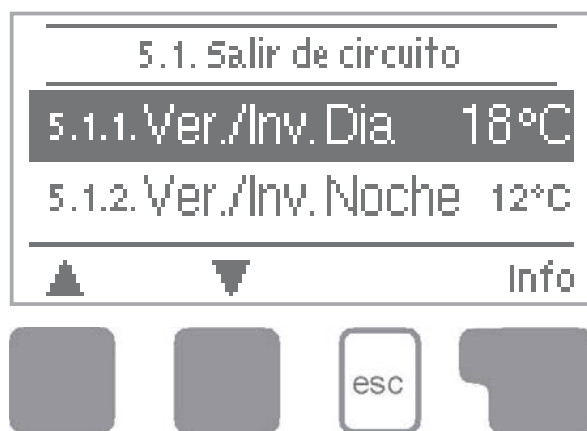 5.1. Salir de circuito
5.1.1. Ver./Inv. Dia 18°C
5.1.2. Ver./Inv. Noche 12°C
Info
esc